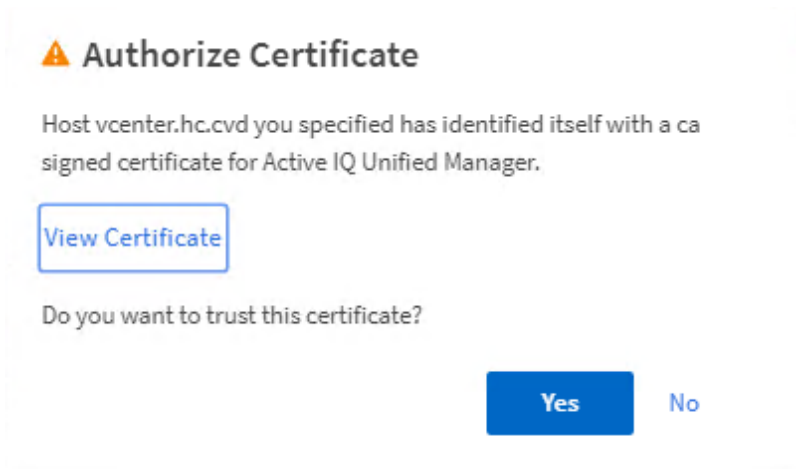 Authorize Certificate
Host vcenter.hc.cvd you specified has identified itself with a ca
signed certificate for Active IQ Unified Manager.
View Certificate
Do you want to trust this certificate?
Yes No